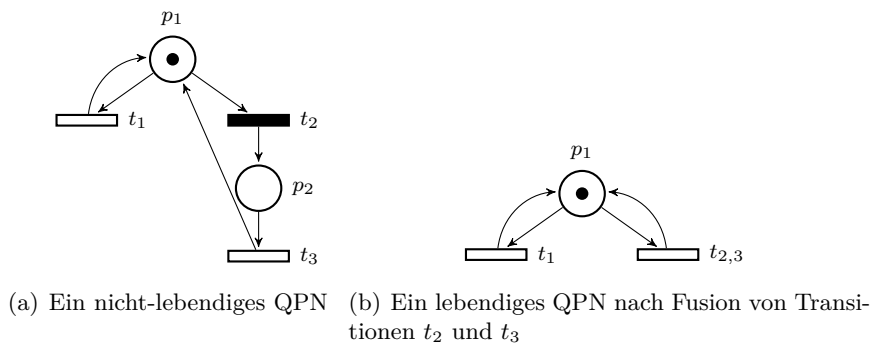 p1
t1
t2
p2
t3
p1
t1
t2,3
(a) Ein nicht-lebendiges QPN
(b) Ein lebendiges QPN nach Fusion von Transi-
tionen t2 und t3